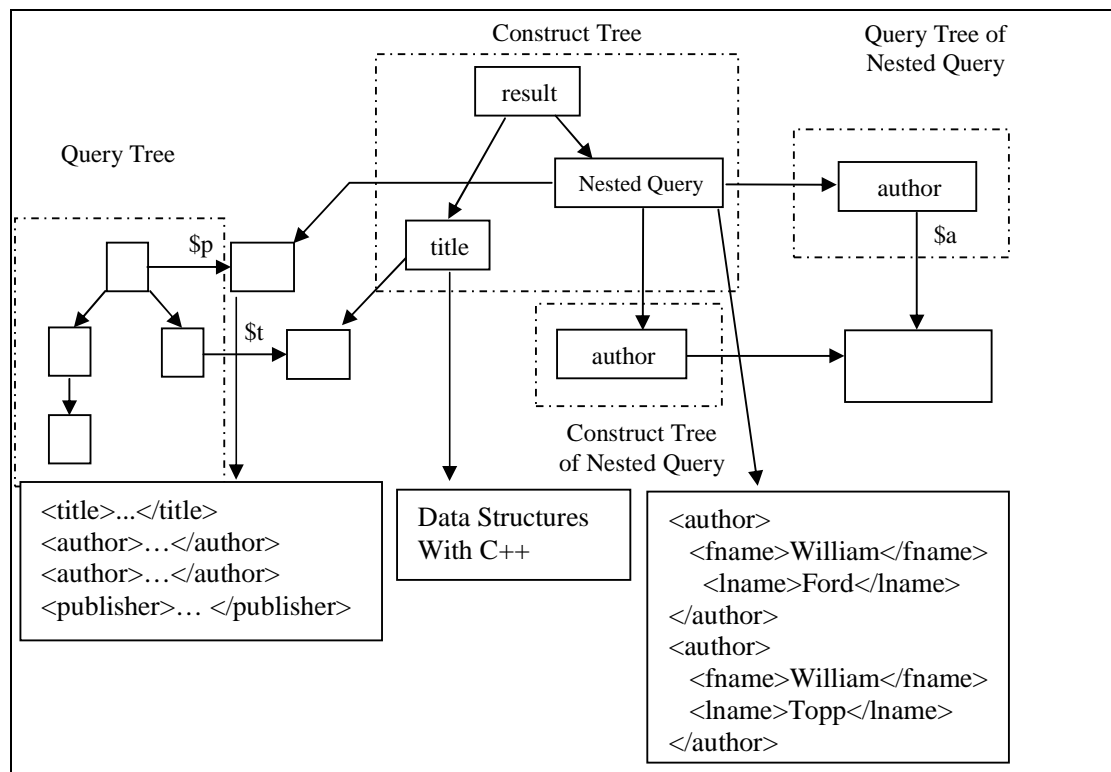 Construct Tree
Query Tree of
Nested Query
result
Query Tree
Nested Query
author
$p
title
$a
$t
author
Construct Tree
of Nested Query
<title>...</title>
<author>…</author>
<author>…</author>
<publisher>… </publisher>
Data Structures
With C++
<author>
<fname>William</fname>
<lname>Ford</lname>
</author>
<author>
<fname>William</fname>
<lname>Topp</lname>
</author>